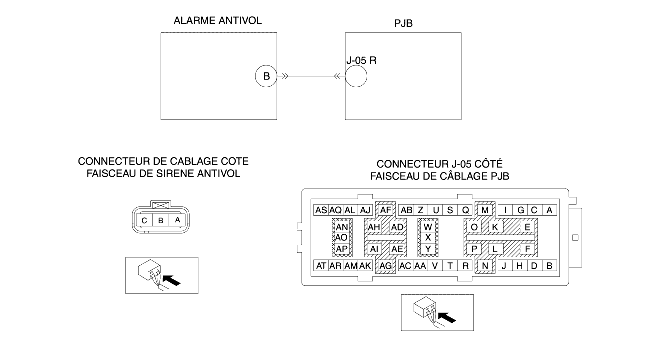 ALARME ANTIVOL
PJB
B
J-05 R
CONNECTEUR DE CABLAGE COTE
FAISCEAU DE SIRENE ANTIVOL
C B A
CONNECTEUR J-05 CÔTÉ
FAISCEAU DE CÂBLAGE PJB
AS AQ AL AJ AF AB Z U S Q M I G C A
AN AH AD W O K E
AO X
AP AI AE Y P L F
AT AR AM AK AG AC AA V T R N J H D B